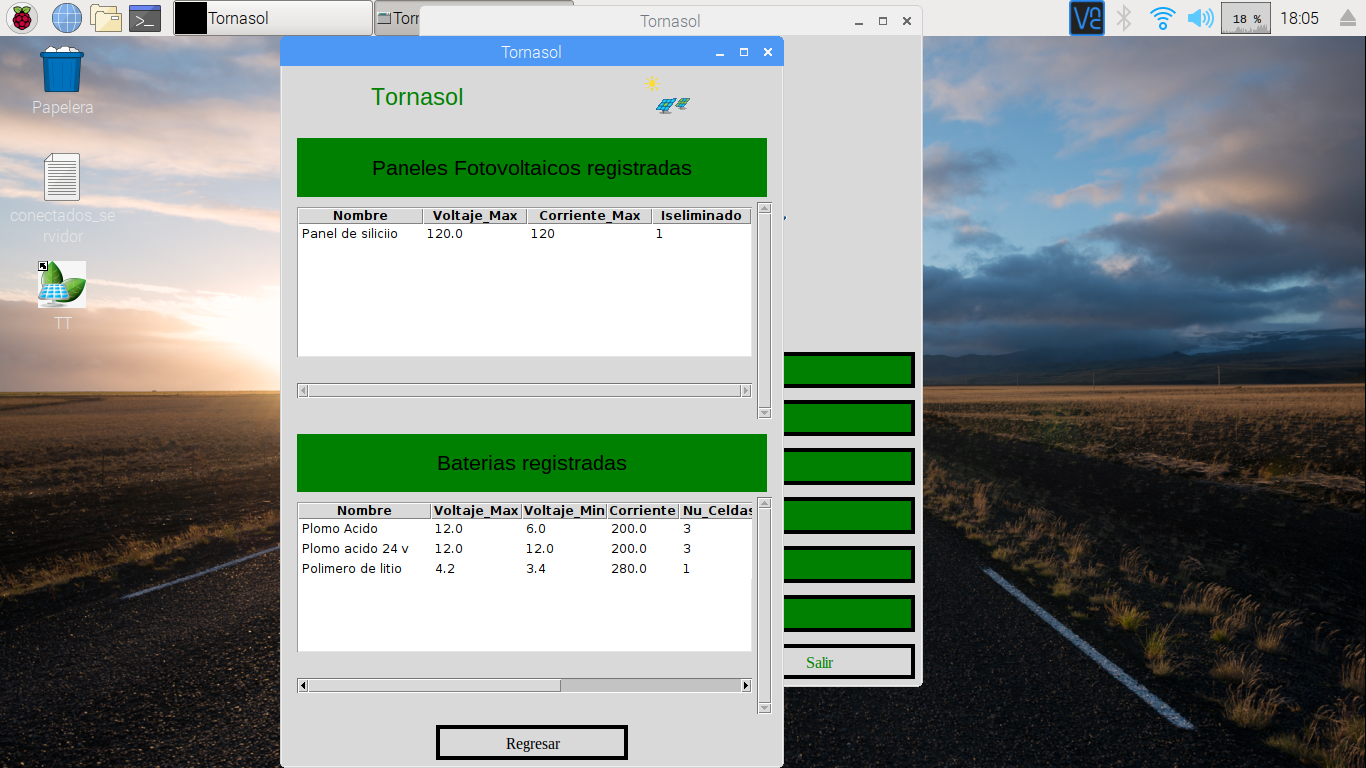 Tornasol
Torr
Tornasol
18 %
18:05
Tornasol
Papelera
conectados_se
rvidor
TT
Tornasol
Paneles Fotovoltaicos registradas
Nombre Voltaje_Max Corriente_Max Iseliminado
Panel de siliciio 120.0 120 1
Baterias registradas
Nombre Voltaje_Max Voltaje_Min Corriente Nu_Celdas
Plomo Acido 12.0 6.0 200.0 3
Plomo acido 24 v 12.0 12.0 200.0 3
Polimero de litio 4.2 3.4 280.0 1
Salir
Regresar